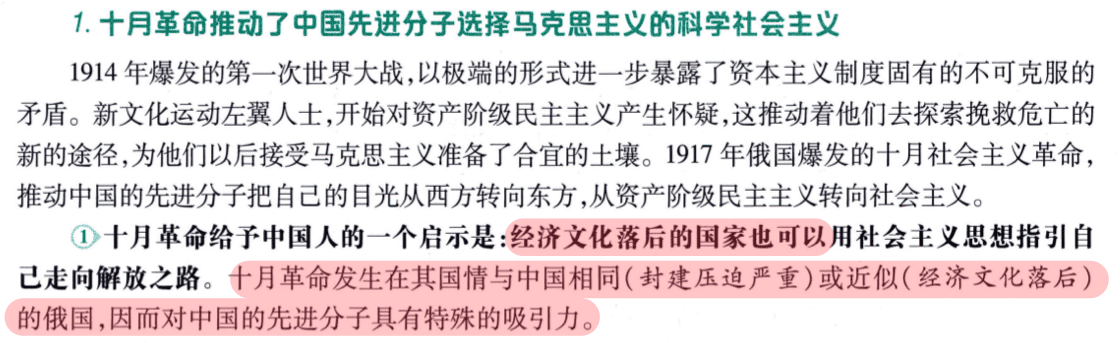 1. 十月革命推动了中国先进分子选择马克思主义的科学社会主义
1914 年爆发的第一次世界大战,以极端的形式进一步暴露了资本主义制度固有的不可克服的
矛盾。新文化运动左翼人士,开始对资产阶级民主主义产生怀疑,这推动着他们去探索挽救危亡的
新的途径,为他们以后接受马克思主义准备了合宜的土壤。1917 年俄国爆发的十月社会主义革命,
推动中国的先进分子把自己的目光从西方转向东方,从资产阶级民主主义转向社会主义。
①十月革命给予中国人的一个启示是:经济文化落后的国家也可以用社会主义思想指引自
己走向解放之路。十月革命发生在其国情与中国相同(封建压迫严重)或近似(经济文化落后)
的俄国,因而对中国的先进分子具有特殊的吸引力。